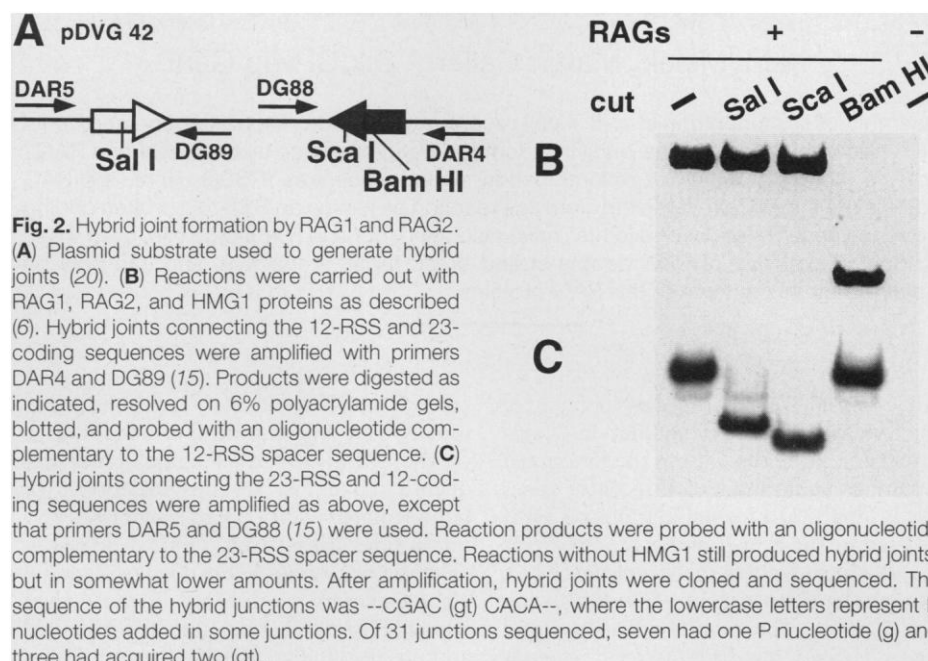 A pDVG 42
RAGs + –
cut – Sal I Sca I Bam HI –
DAR5 DG88
Sal I DG89 Sca I DAR4
Bam HI
B
C
Fig. 2. Hybrid joint formation by RAG1 and RAG2.
(A) Plasmid substrate used to generate hybrid
joints (20). (B) Reactions were carried out with
RAG1, RAG2, and HMG1 proteins as described
(6). Hybrid joints connecting the 12-RSS and 23-
coding sequences were amplified with primers
DAR4 and DG89 (15). Products were digested as
indicated, resolved on 6% polyacrylamide gels,
blotted, and probed with an oligonucleotide com-
plementary to the 12-RSS spacer sequence. (C)
Hybrid joints connecting the 23-RSS and 12-cod-
ing sequences were amplified as above, except
that primers DAR5 and DG88 (15) were used. Reaction products were probed with an oligonucleotid
complementary to the 23-RSS spacer sequence. Reactions without HMG1 still produced hybrid joints
but in somewhat lower amounts. After amplification, hybrid joints were cloned and sequenced. Th
sequence of the hybrid junctions was --CGAC (gt) CACA--, where the lowercase letters represent
nucleotides added in some junctions. Of 31 junctions sequenced, seven had one P nucleotide (g) an
three had acquired two (gt).